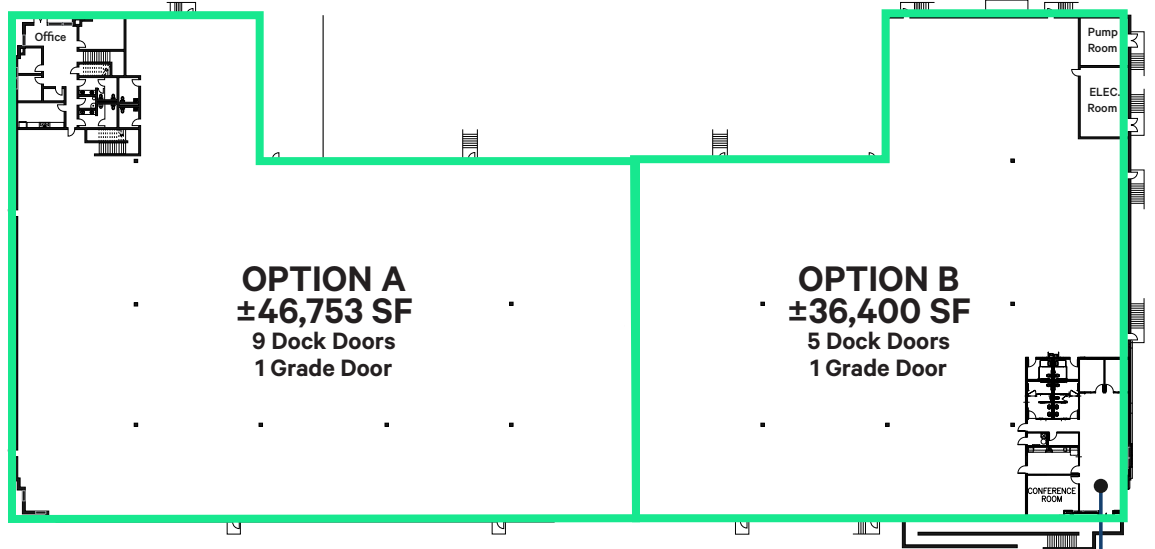 Office
Pump
Room
ELEC.
Room
OPTION A
±46,753 SF
9 Dock Doors
1 Grade Door
OPTION B
±36,400 SF
5 Dock Doors
1 Grade Door
CONFERENCE
ROOM